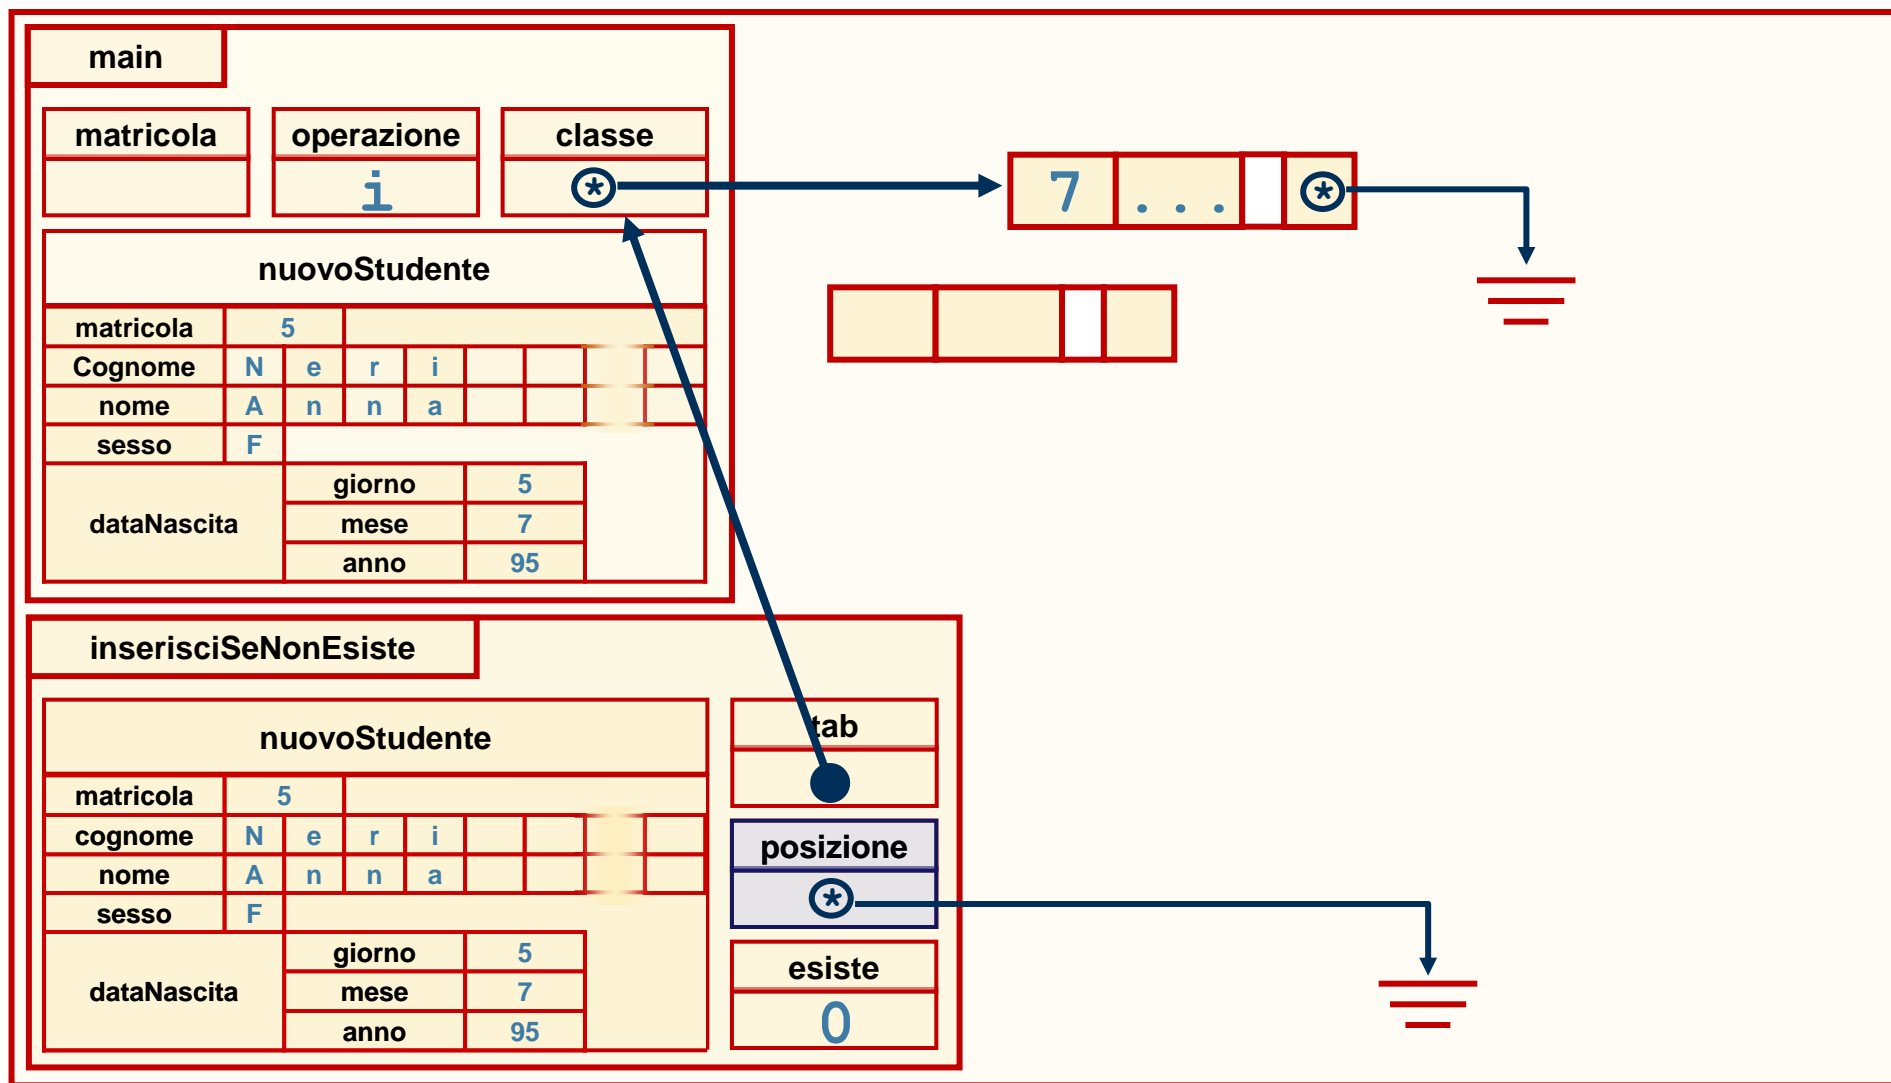 main
matricola operazione classe
i * 7 ... *
nuovoStudente
matricola 5
Cognome N e r i
nome A n n a
sesso F
dataNascita giorno 5
mese 7
anno 95
inserisciSeNonEsiste
nuovoStudente tab
matricola 5
cognome N e r i posizione
nome A n n a *
sesso F
dataNascita giorno 5 esiste
mese 7 0
anno 95